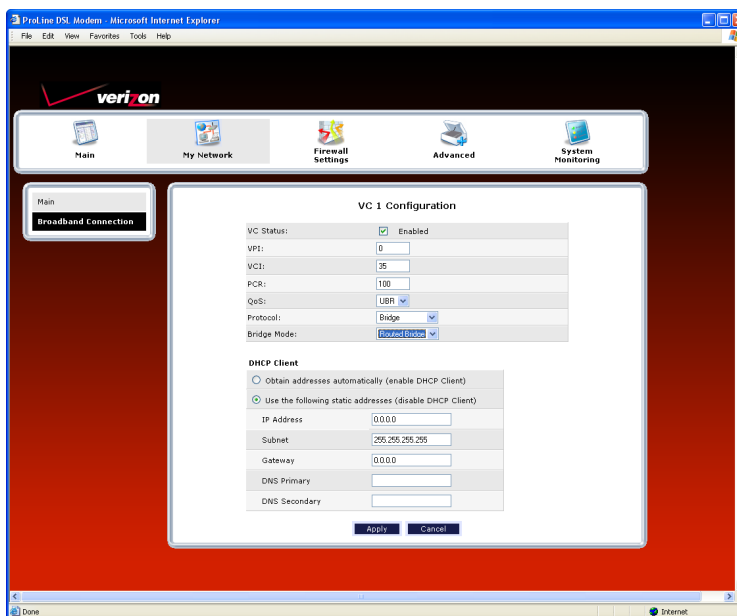 ProLine DSL Modem - Microsoft Internet Explorer
File Edit View Favorites Tools Help
verizon
Main
My Network
Firewall
Settings
Advanced
System
Monitoring
Main
Broadband Connection
VC 1 Configuration
VC Status: Enabled
VPI: 0
VCI: 35
PCR: 100
QoS: UBR
Protocol: Bridge
Bridge Mode: Routed Bridge
DHCP Client
Obtain addresses automatically (enable DHCP Client)
Use the following static addresses (disable DHCP Client)
IP Address 0.0.0.0
Subnet 255.255.255.255
Gateway 0.0.0.0
DNS Primary
DNS Secondary
Apply Cancel
Done Internet